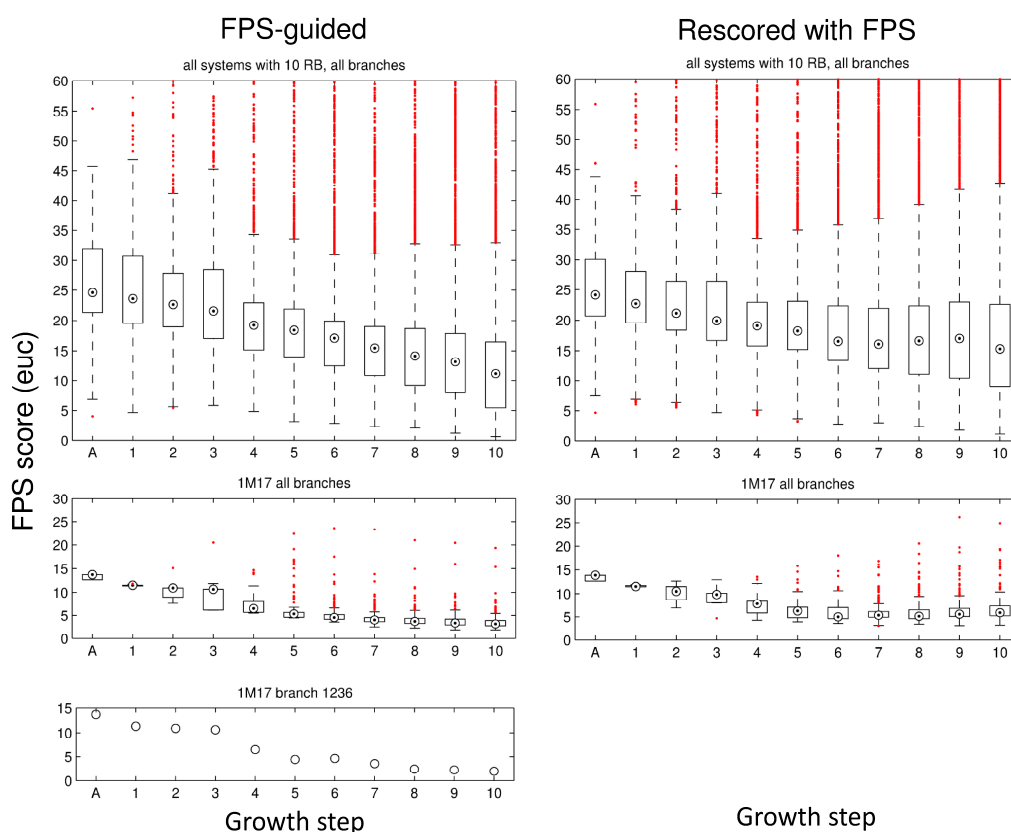 FPS-guided
Rescored with FPS
all systems with 10 RB, all branches
all systems with 10 RB, all branches
FPS score (euc)
60
55
50
45
40
35
30
25
20
15
10
5
0
A 1 2 3 4 5 6 7 8 9 10
60
55
50
45
40
35
30
25
20
15
10
5
0
A 1 2 3 4 5 6 7 8 9 10
1M17 all branches
30
25
20
15
10
5
0
A 1 2 3 4 5 6 7 8 9 10
1M17 all branches
30
25
20
15
10
5
0
A 1 2 3 4 5 6 7 8 9 10
1M17 branch 1236
15
10
5
0
A 1 2 3 4 5 6 7 8 9 10
Growth step
Growth step